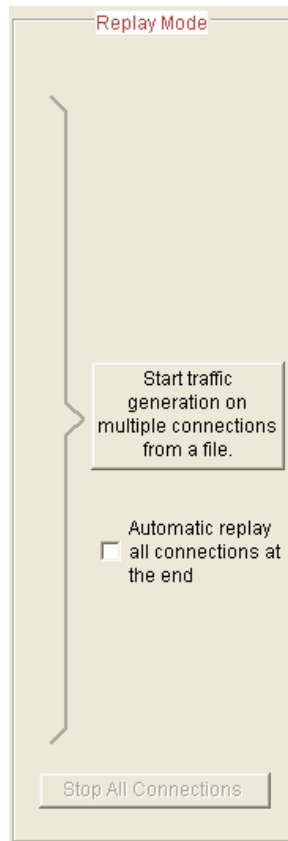 Replay Mode
Start traffic
generation on
multiple connections
from a file.
Automatic replay
all connections at
the end
Stop All Connections